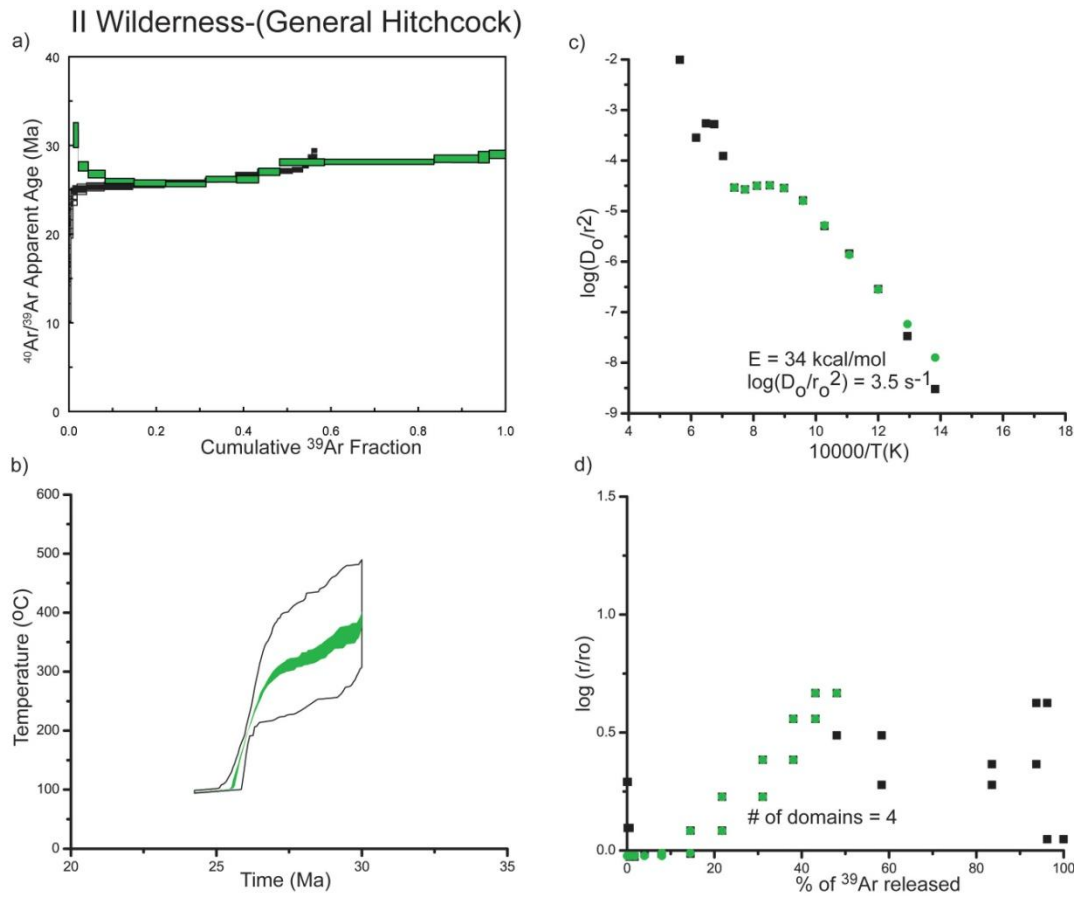 II Wilderness-(General Hitchcock)
a)
40
30
20
10
0
⁴⁰Ar/³⁹Ar Apparent Age (Ma)
0.0 0.2 0.4 0.6 0.8 1.0
Cumulative ³⁹Ar Fraction
c)
-2
-3
-4
-5
-6
-7
-8
-9
log(Do/r²)
E = 34 kcal/mol
log(Do/ro²) = 3.5 s⁻¹
4 6 8 10 12 14 16 18
10000/T(K)
b)
600
500
400
300
200
100
0
Temperature (⁰C)
20 25 30 35
Time (Ma)
d)
1.5
1.0
0.5
0.0
log (r/ro)
# of domains = 4
0 20 40 60 80 100
% of ³⁹Ar released